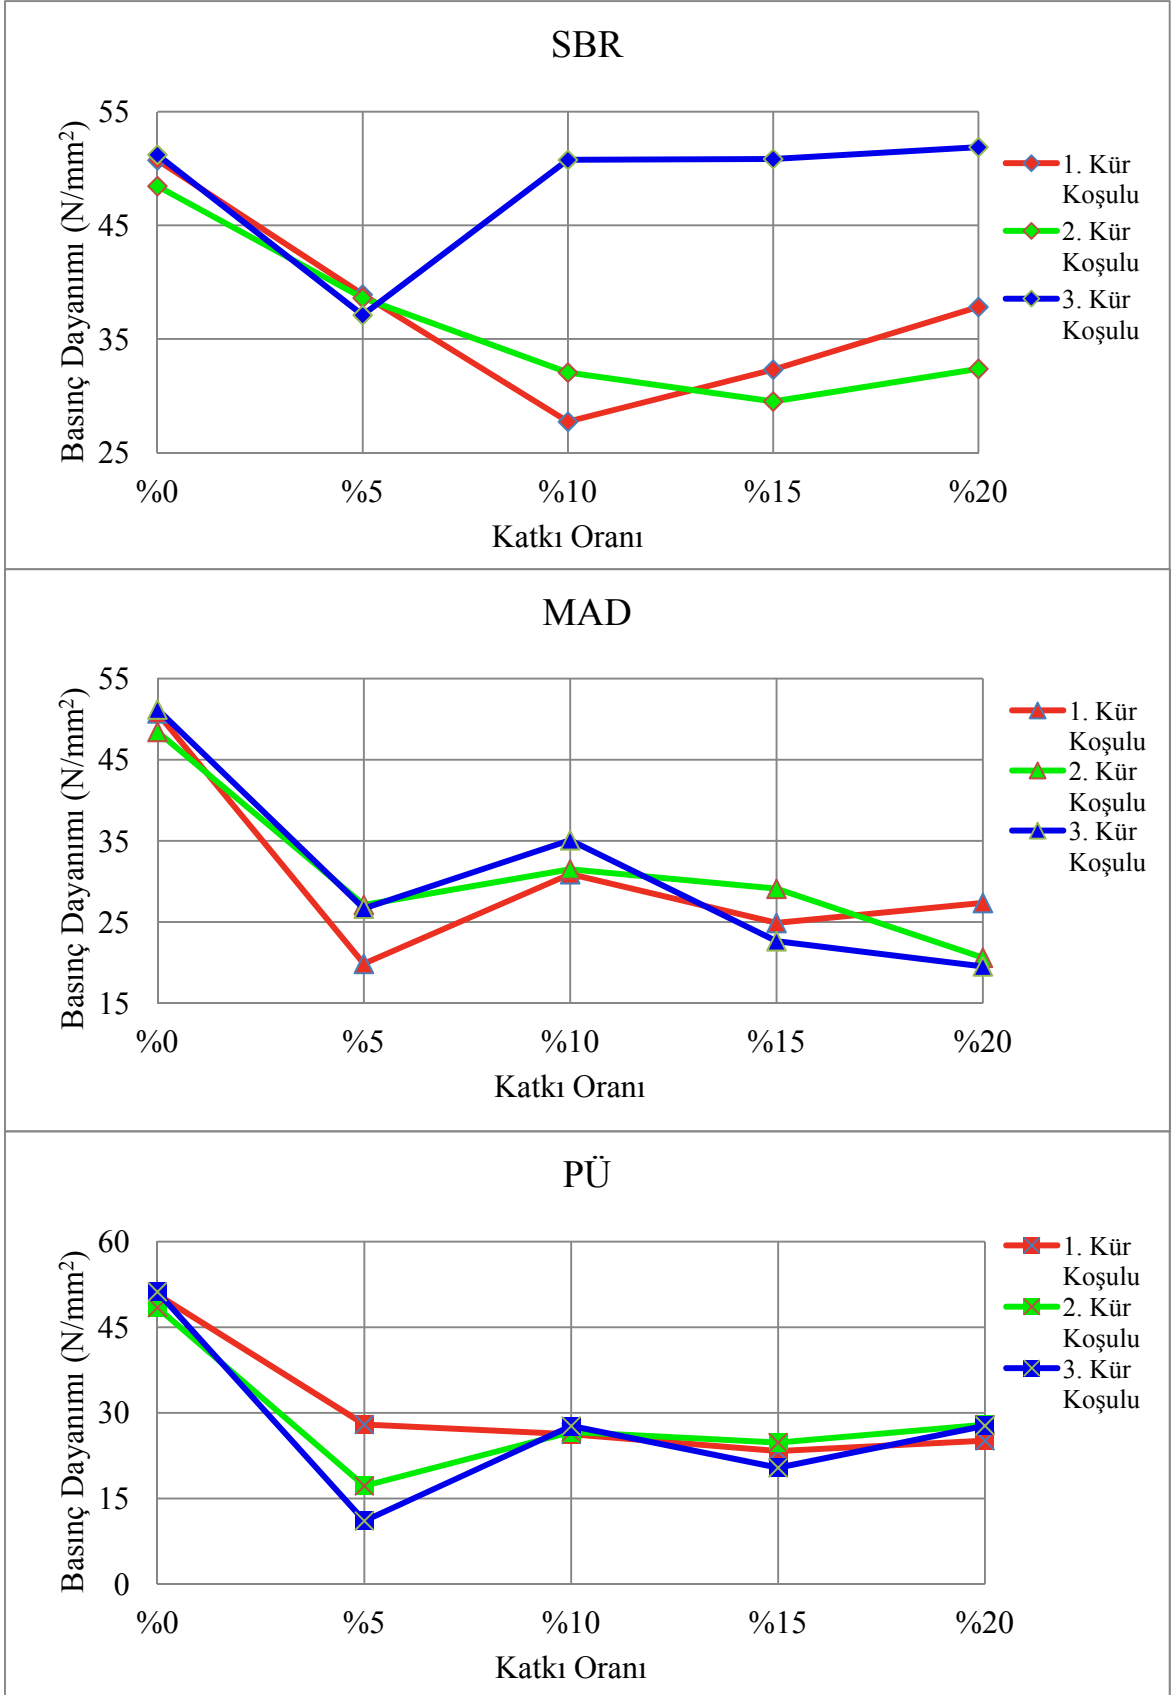 SBR
Basınç Dayanımı (N/mm²)
55
45
35
25
%0 %5 %10 %15 %20
Katkı Oranı
1. Kür
Koşulu
2. Kür
Koşulu
3. Kür
Koşulu
MAD
Basınç Dayanımı (N/mm²)
55
45
35
25
15
%0 %5 %10 %15 %20
Katkı Oranı
1. Kür
Koşulu
2. Kür
Koşulu
3. Kür
Koşulu
PÜ
Basınç Dayanımı (N/mm²)
60
45
30
15
0
%0 %5 %10 %15 %20
Katkı Oranı
1. Kür
Koşulu
2. Kür
Koşulu
3. Kür
Koşulu